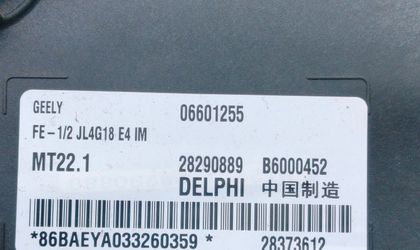 GEELY 06601255
FE-1/2 JL4G18 E4 IM
MT22.1 28290889 B6000452
DELPHI 中国制造
*86BAEYA033260359* 28373612